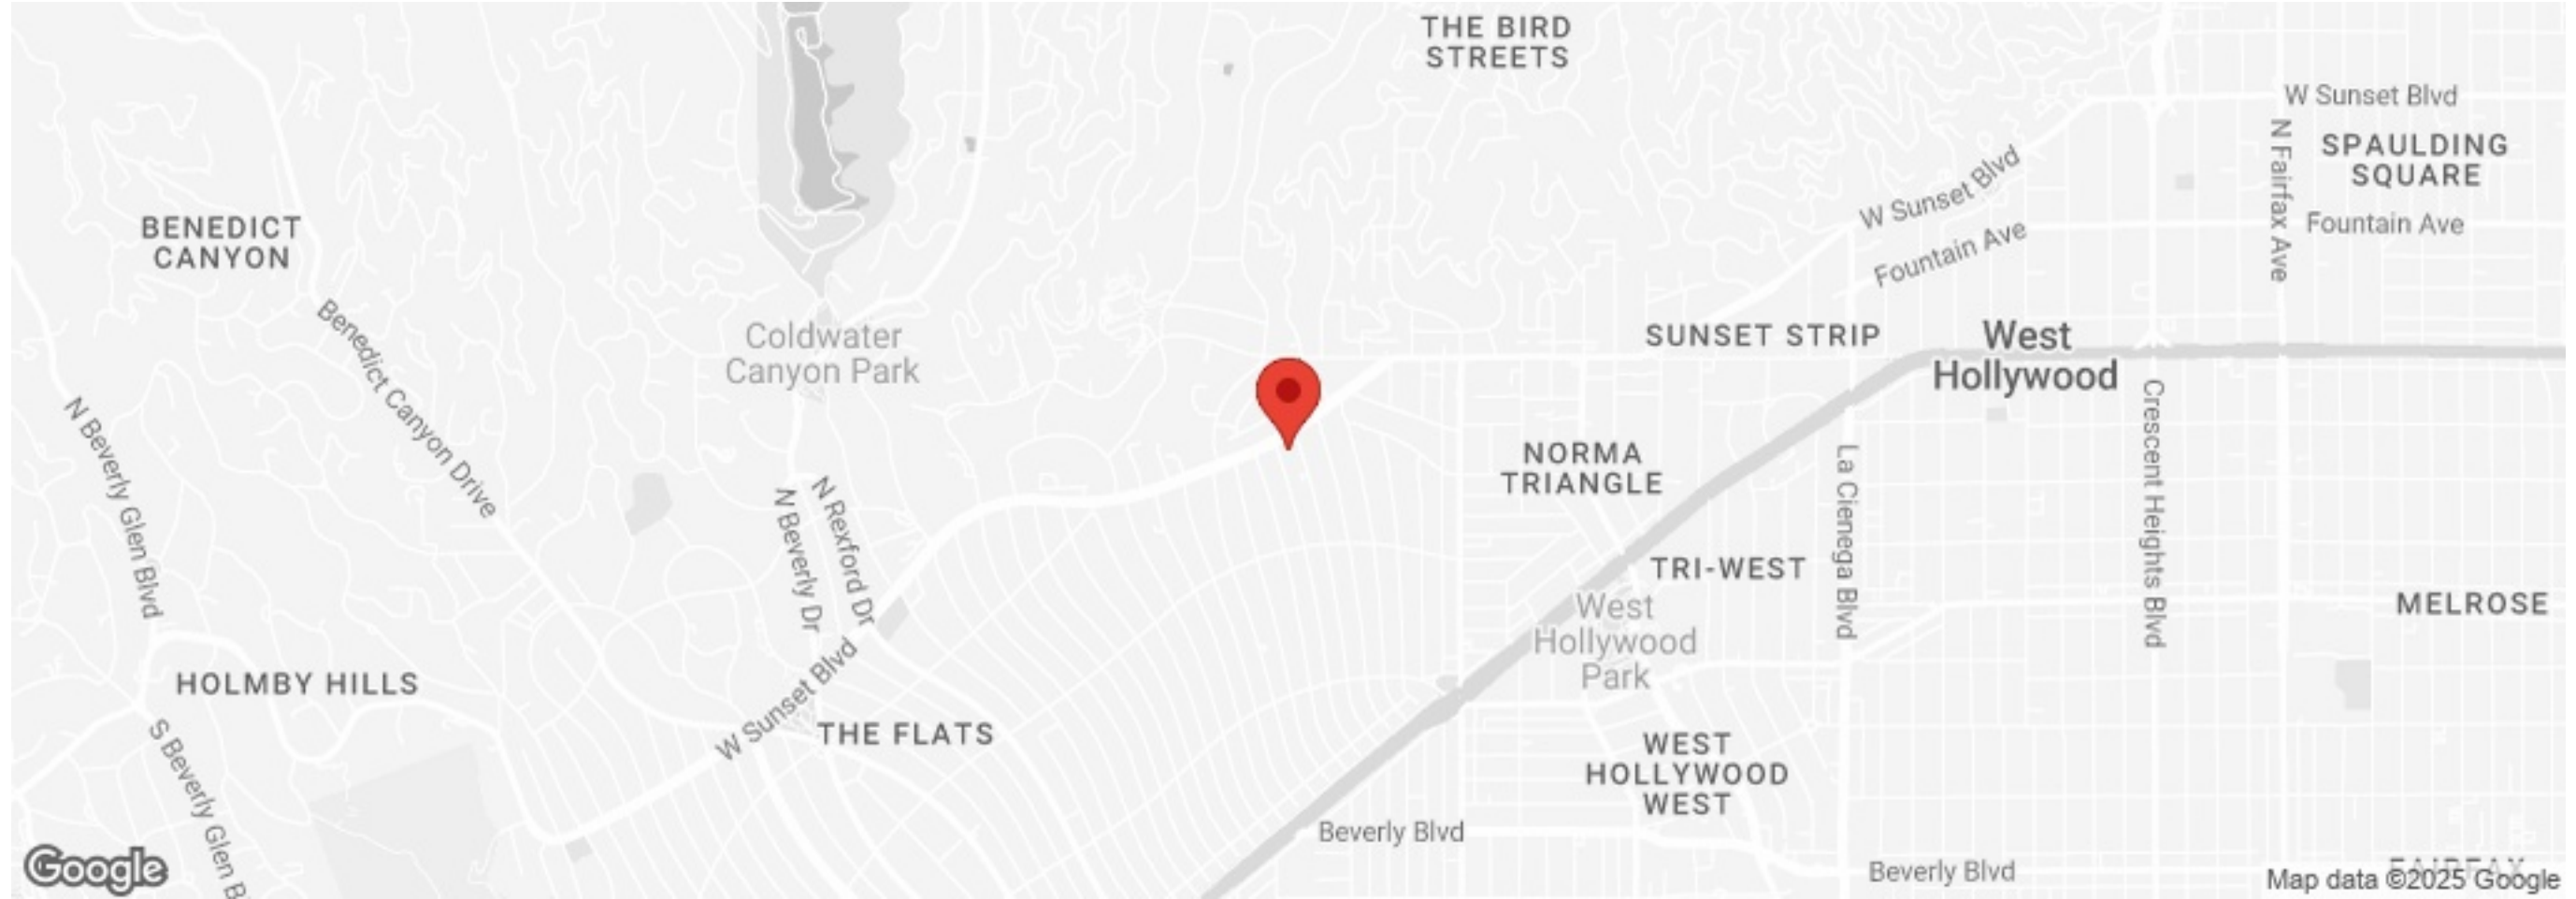 THE BIRD
STREETS
W Sunset Blvd
N Fairfax Ave
SPAULDING
SQUARE
W Sunset Blvd
Fountain Ave
Fountain Ave
BENEDICT
CANYON
Benedict Canyon Drive
Coldwater
Canyon Park
SUNSET STRIP
West
Hollywood
N Beverly Glen Blvd
Crescent Heights Blvd
NORMA
TRIANGLE
La Cienega Blvd
N Beverly Dr
N Rexford Dr
TRI-WEST
West
Hollywood
Park
MELROSE
HOLMBY HILLS
W Sunset Blvd
THE FLATS
S Beverly Glen B
WEST
HOLLYWOOD
WEST
Beverly Blvd
Beverly Blvd
FAIRFAX
Google
Map data ©2025 Google